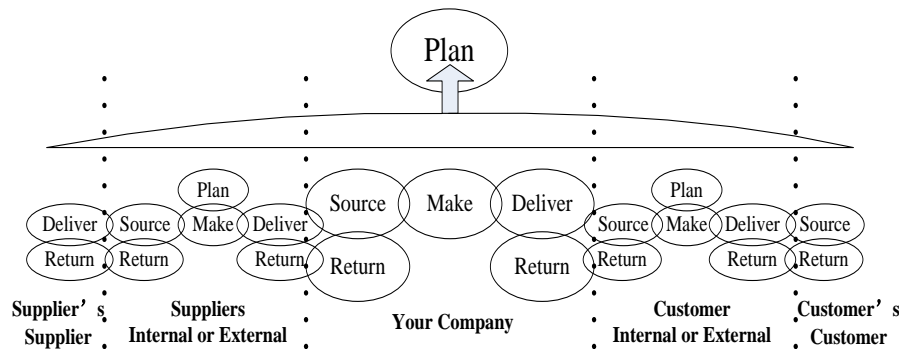 Plan
Plan
Plan
Source
Make
Deliver
Deliver
Source
Make
Deliver
Source
Make
Deliver
Source
Return
Return
Return
Return
Return
Return
Return
Return
Supplier’s
Supplier
Suppliers
Internal or External
Your Company
Customer
Internal or External
Customer’s
Customer